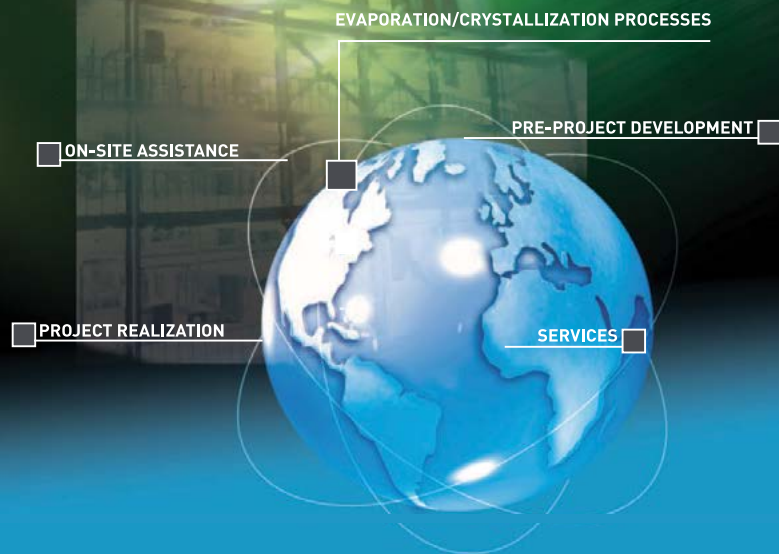 EVAPORATION/CRYSTALLIZATION PROCESSES
PRE-PROJECT DEVELOPMENT
ON-SITE ASSISTANCE
PROJECT REALIZATION
SERVICES